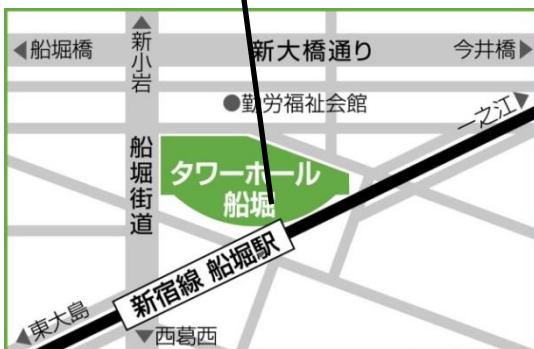 ◀船堀橋
▲新小岩
新大橋通り
今井橋▶
●勤労福祉会館
一之江▶
船堀街道
タワーホール
船堀
新宿線 船堀駅
◀東大島
▼西葛西